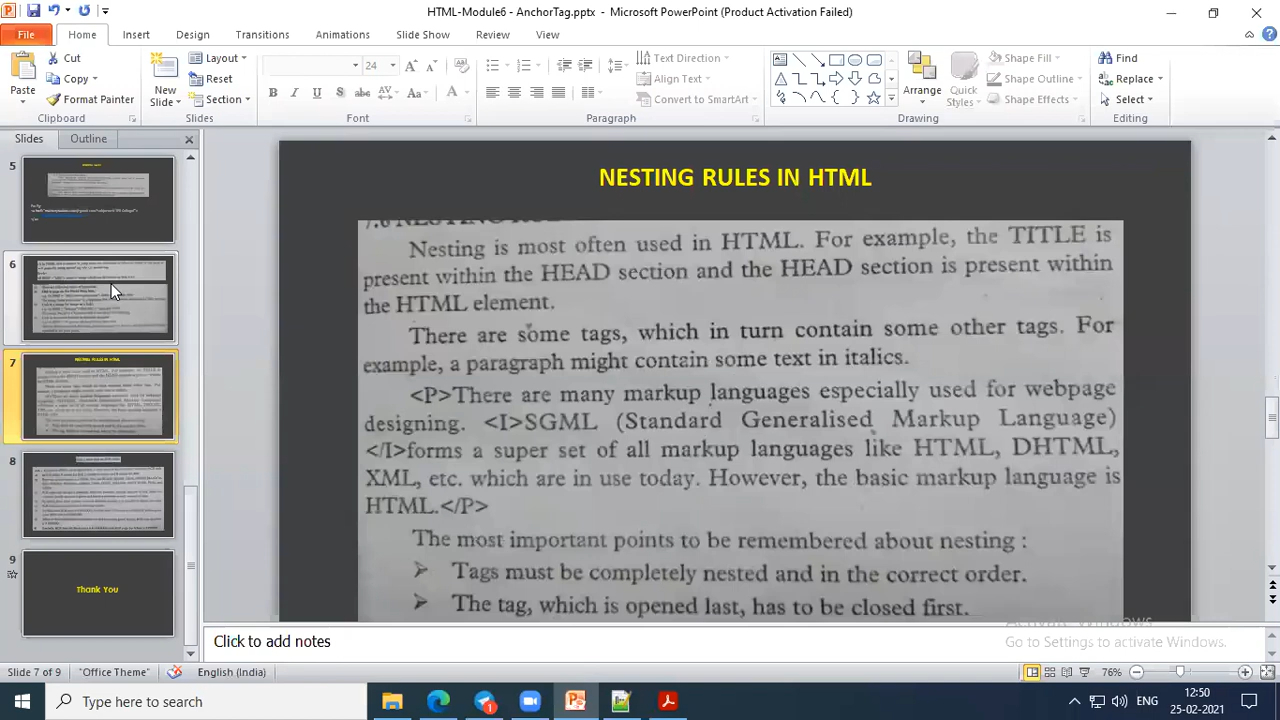 HTML-Module6 - AnchorTag.pptx - Microsoft PowerPoint (Product Activation Failed)
File Home Insert Design Transitions Animations Slide Show Review View
Cut Layout 24 Text Direction Shape Fill Find
Copy Reset Align Text Shape Outline Replace
Paste Format Painter New Slide Section Convert to SmartArt Arrange Quick Styles Shape Effects Select
Clipboard Slides Font Paragraph Drawing Editing
Slides Outline
5
6
7
8
9
Thank You
NESTING RULES IN HTML
Nesting is most often used in HTML. For example, the TITLE is
present within the HEAD section and the HEAD section is present within
the HTML element.
There are some tags, which in turn contain some other tags. For
example, a paragraph might contain some text in italics.
<P>There are many markup languages especially used for webpage
designing. <I>SGML (Standard Generalised Markup Language)
</I>forms a super set of all markup languages like HTML, DHTML,
XML, etc. which are in use today. However, the basic markup language is
HTML.</P>
The most important points to be remembered about nesting :
➢ Tags must be completely nested and in the correct order.
➢ The tag, which is opened last, has to be closed first.
Activate Windows
Go to Settings to activate Windows.
Click to add notes
Slide 7 of 9 "Office Theme" English (India) 76%
Type here to search
1
ENG
12:50
25-02-2021